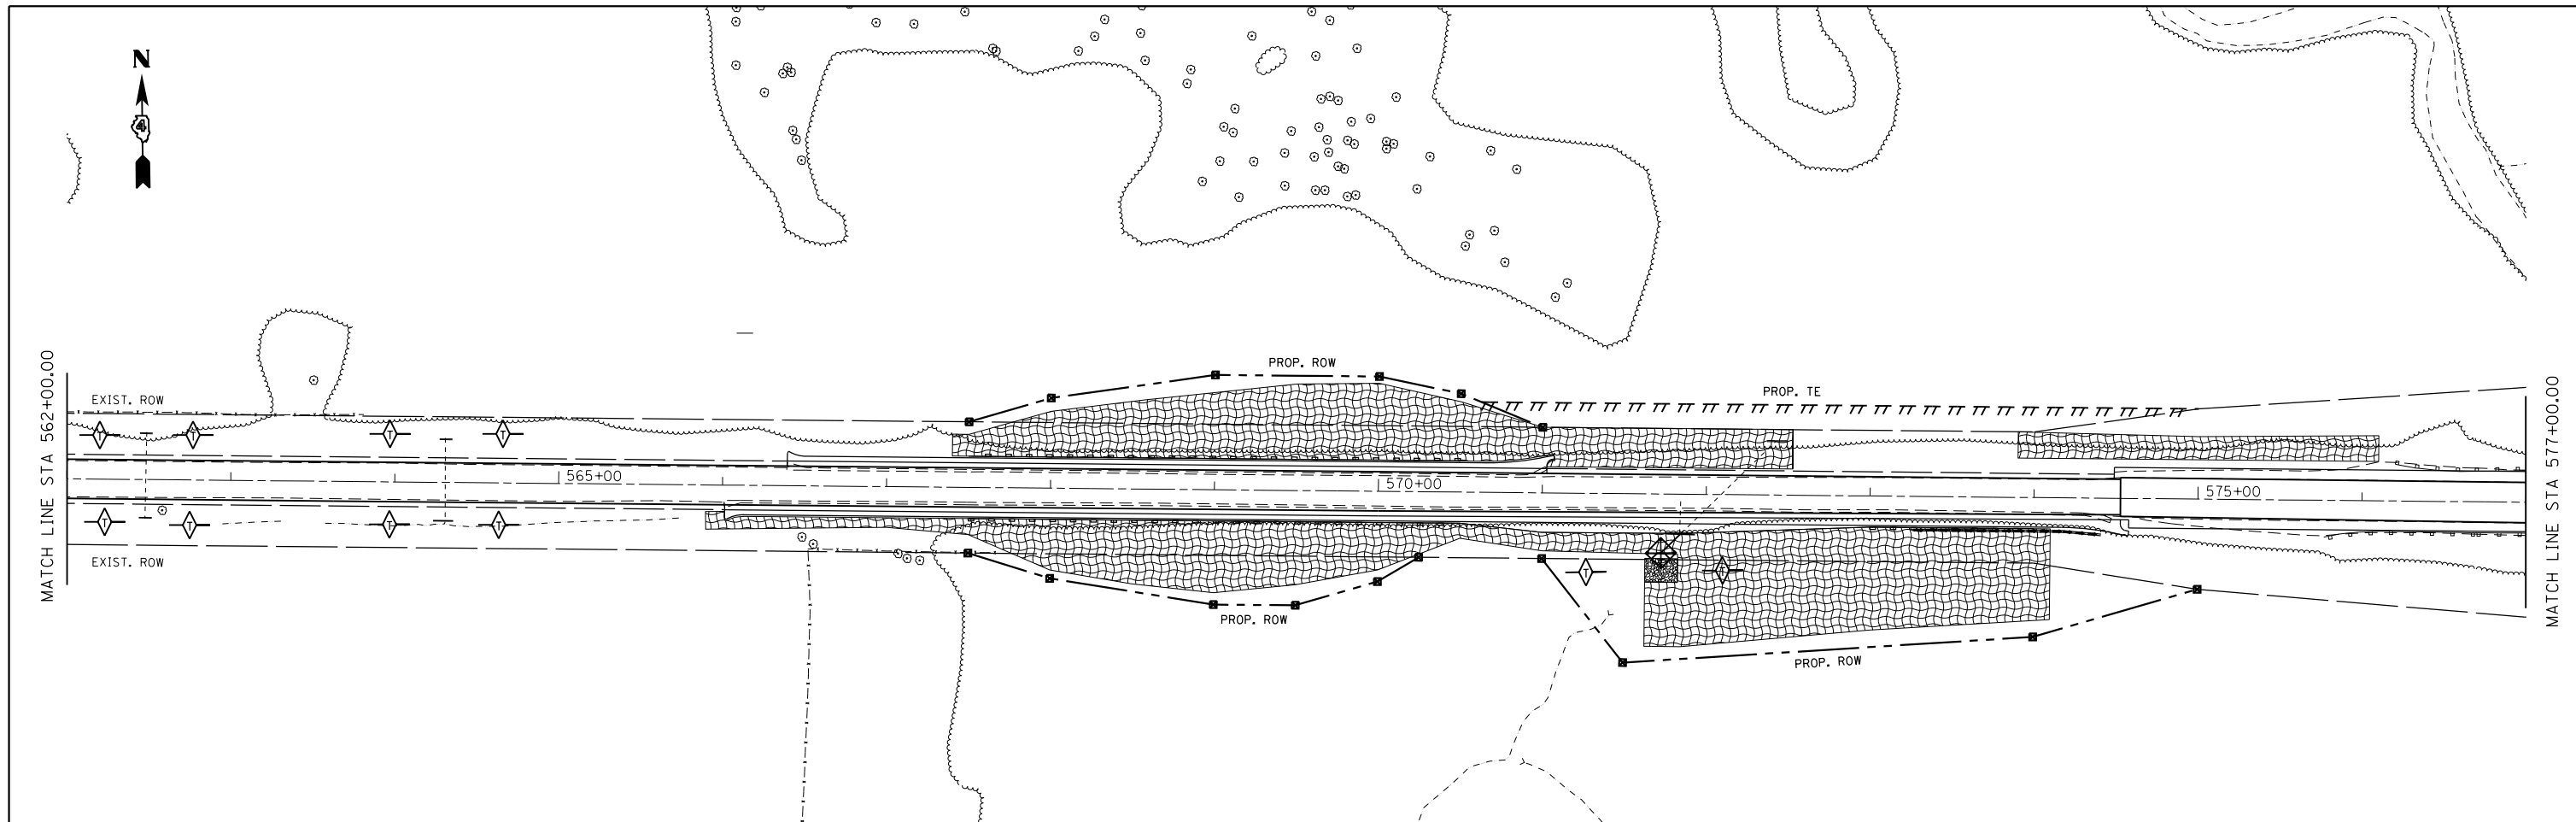 N
4
PROP. ROW
PROP. TE
EXIST. ROW
MATCH LINE STA 562+00.00
MATCH LINE STA 577+00.00
T
T
T
T
565+00
570+00
575+00
T
T
T
T
EXIST. ROW
T
T
PROP. ROW
PROP. ROW